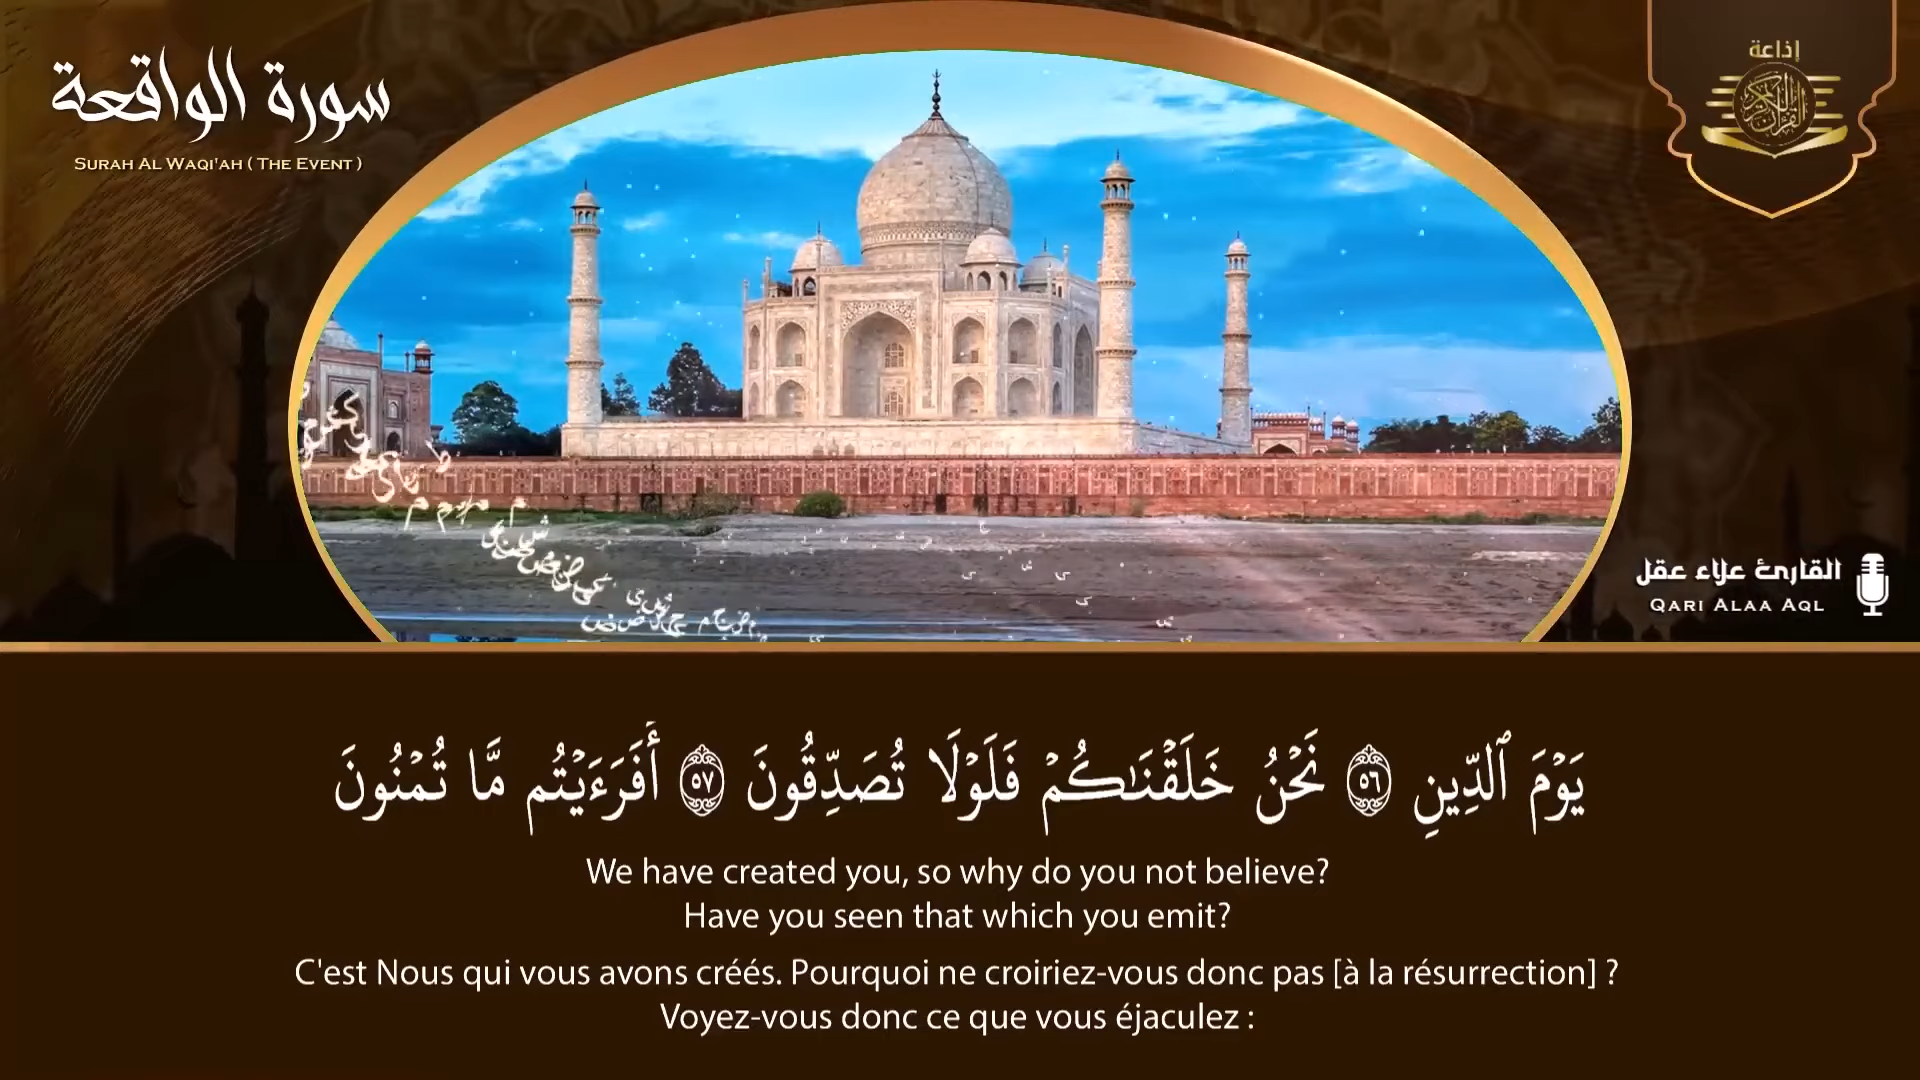 سورة الواقعة
SURAH AL WAQI'AH ( THE EVENT )
إذاعة
القرآن الكريم
القارئ علاء عقل
QARI ALAA AQL
يَوْمَ ٱلدِّينِ ٥٦ نَحْنُ خَلَقْنَـٰكُمْ فَلَوْلَا تُصَدِّقُونَ ٥٧ أَفَرَءَيْتُم مَّا تُمْنُونَ
We have created you, so why do you not believe?
Have you seen that which you emit?
C'est Nous qui vous avons créés. Pourquoi ne croiriez-vous donc pas [à la résurrection] ?
Voyez-vous donc ce que vous éjaculez :